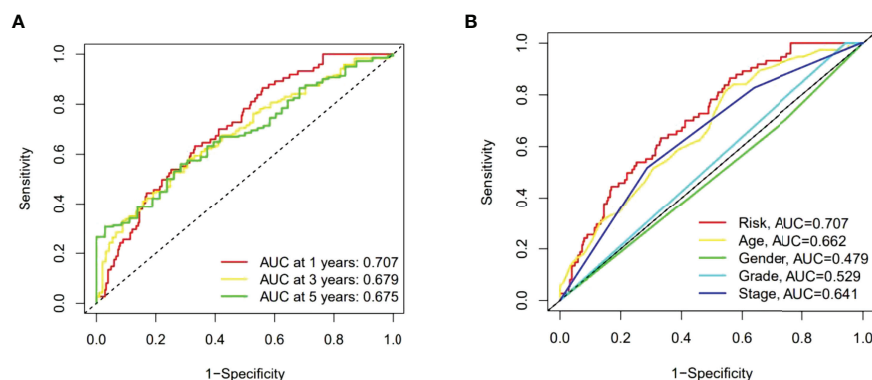 A
Sensitivity
0.0 0.2 0.4 0.6 0.8 1.0
AUC at 1 years: 0.707
AUC at 3 years: 0.679
AUC at 5 years: 0.675
0.0 0.2 0.4 0.6 0.8 1.0
1−Specificity
B
Sensitivity
0.0 0.2 0.4 0.6 0.8 1.0
Risk, AUC=0.707
Age, AUC=0.662
Gender, AUC=0.479
Grade, AUC=0.529
Stage, AUC=0.641
0.0 0.2 0.4 0.6 0.8 1.0
1−Specificity